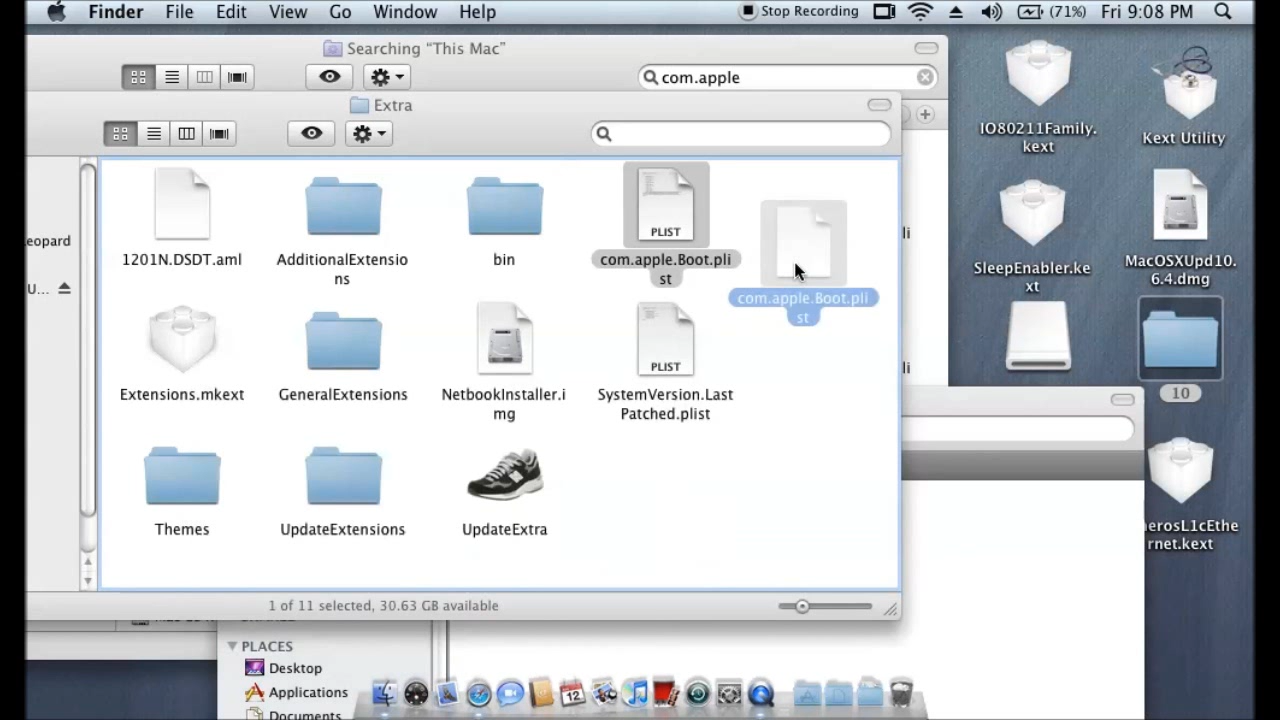 Finder File Edit View Go Window Help Stop Recording (71%) Fri 9:08 PM
Searching “This Mac”
com.apple
Extra
IO80211Family.
kext
Kext Utility
eopard
U...
1201N.DSDT.aml
AdditionalExtensio
ns
bin
PLIST
com.apple.Boot.pli
st
com.apple.Boot.pli
st
li
SleepEnabler.ke
xt
MacOSXUpd10.
6.4.dmg
Extensions.mkext
GeneralExtensions
NetbookInstaller.i
mg
PLIST
SystemVersion.Last
Patched.plist
li
10
Themes
UpdateExtensions
UpdateExtra
herosL1cEthe
rnet.kext
1 of 11 selected, 30.63 GB available
PLACES
Desktop
Applications
Documents
12